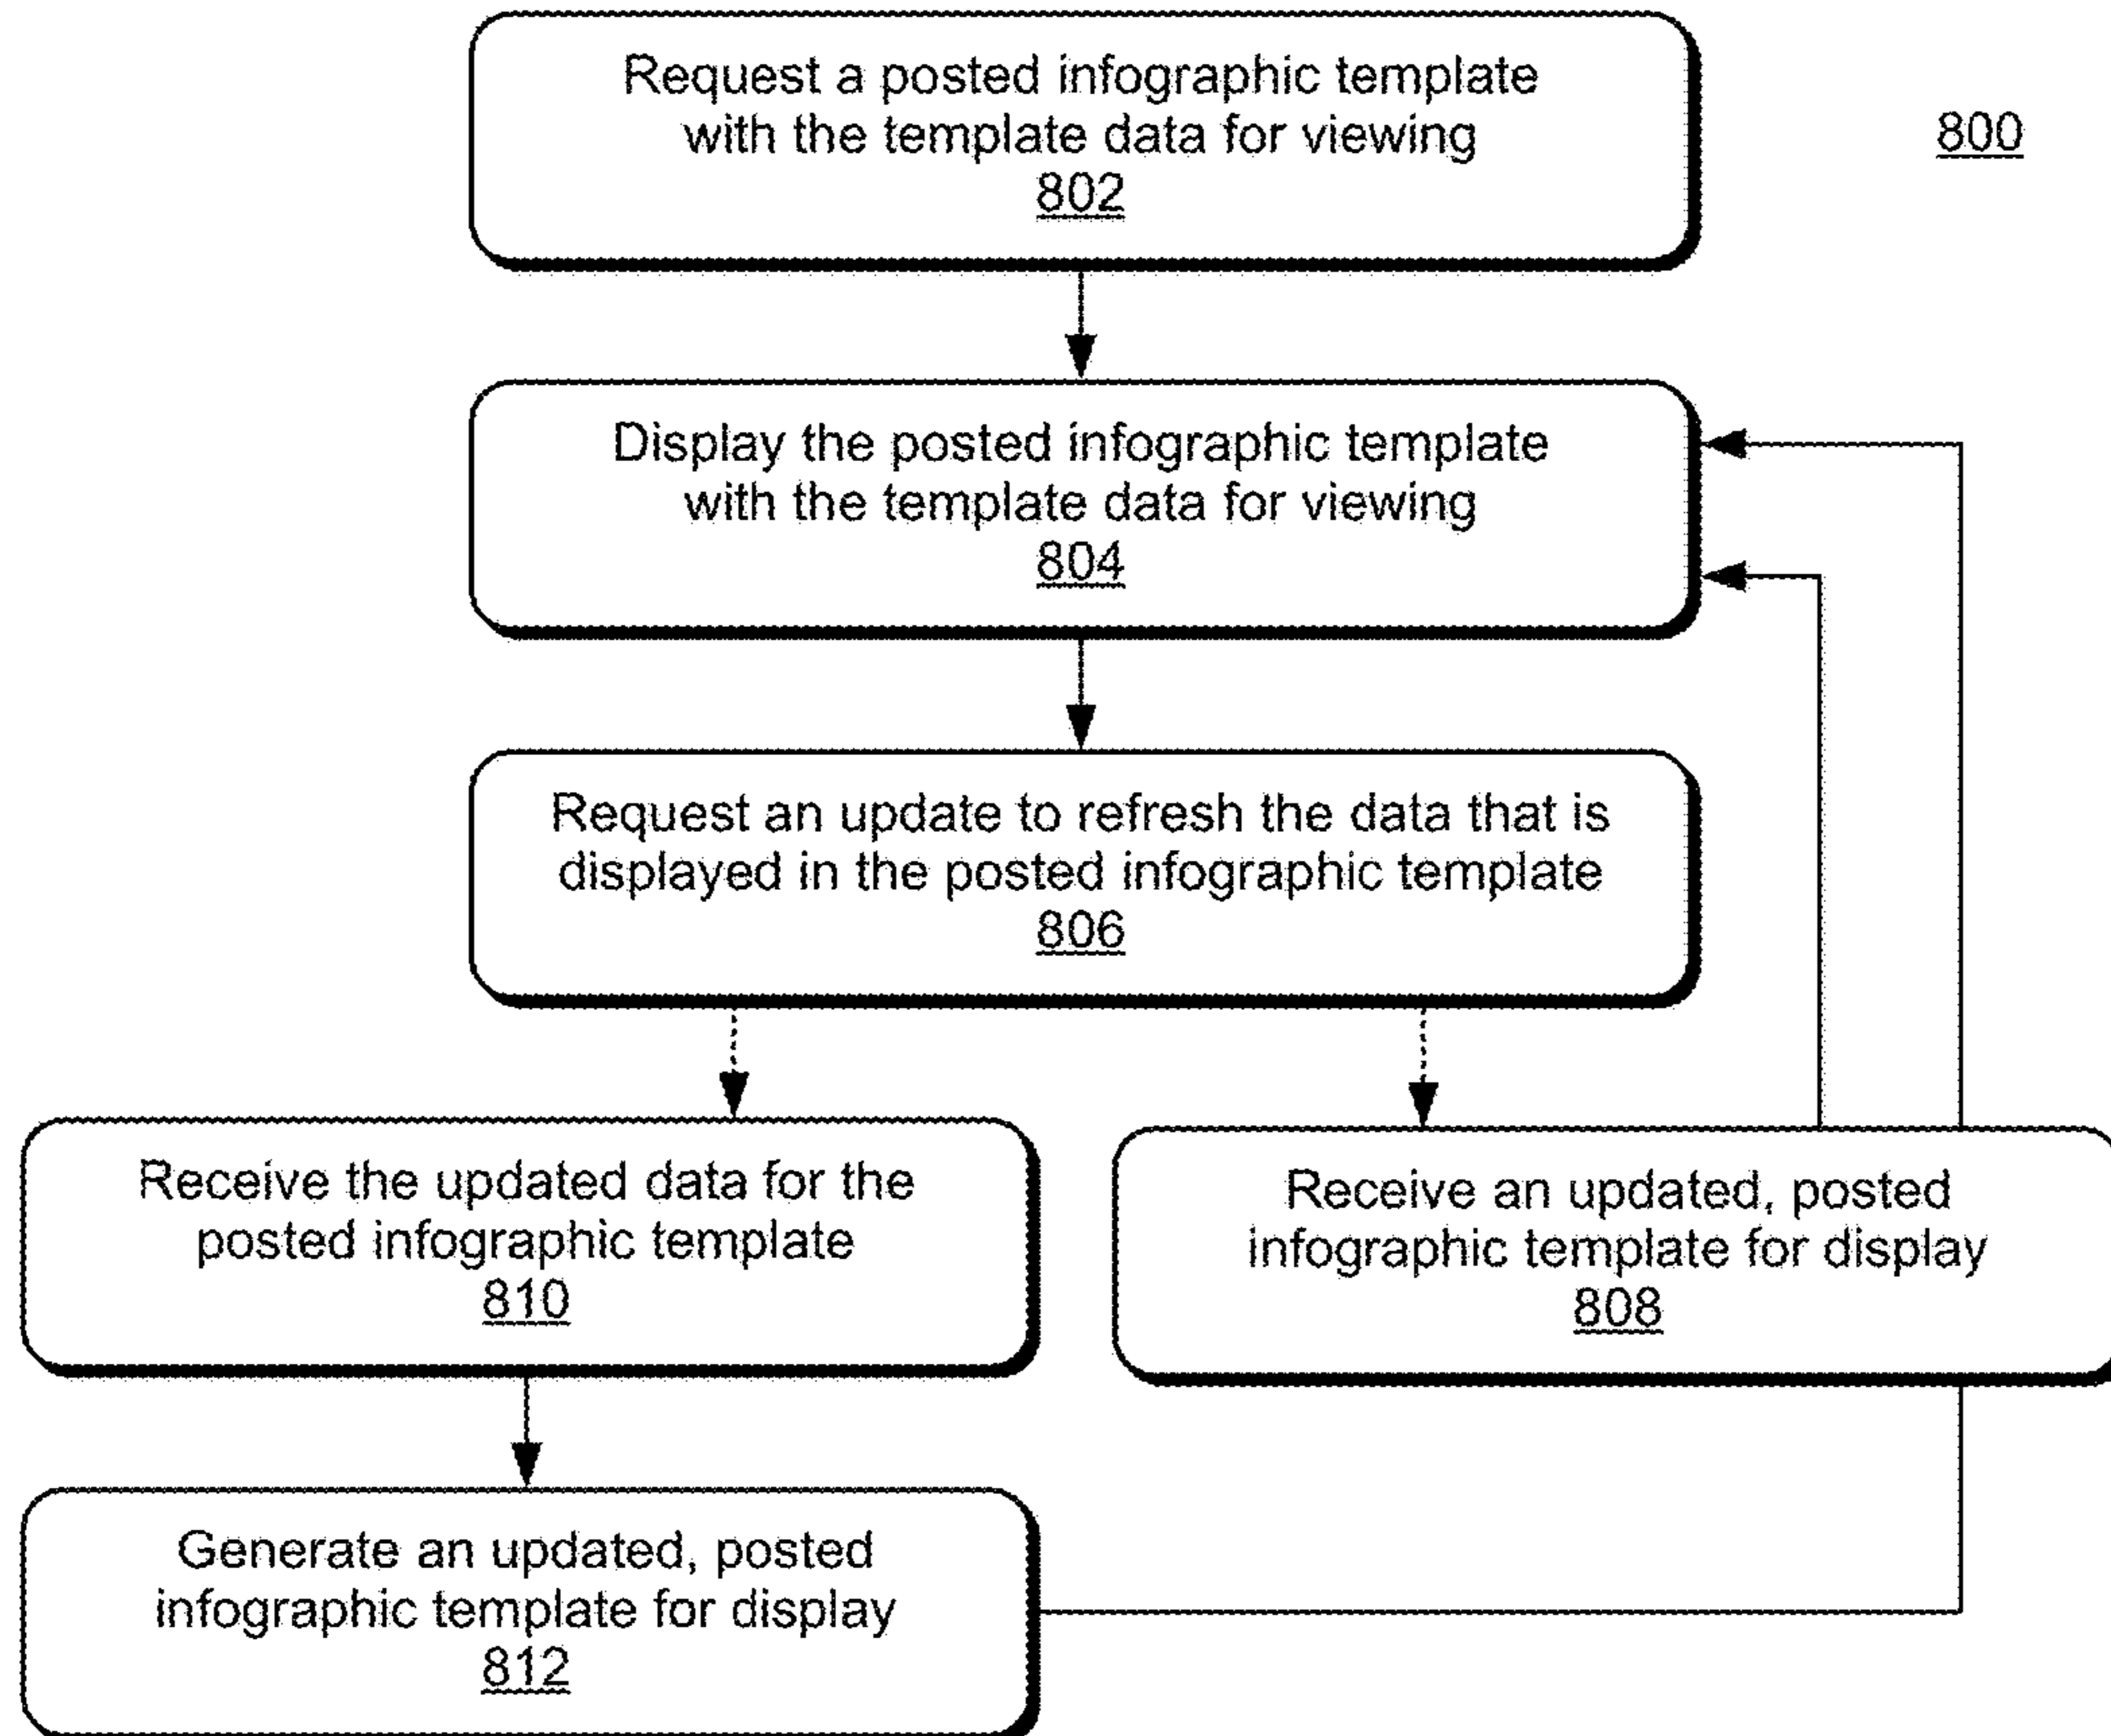 Request a posted infographic template
with the template data for viewing
802
800
Display the posted infographic template
with the template data for viewing
804
Request an update to refresh the data that is
displayed in the posted infographic template
806
Receive the updated data for the
posted infographic template
810
Receive an updated, posted
infographic template for display
808
Generate an updated, posted
infographic template for display
812